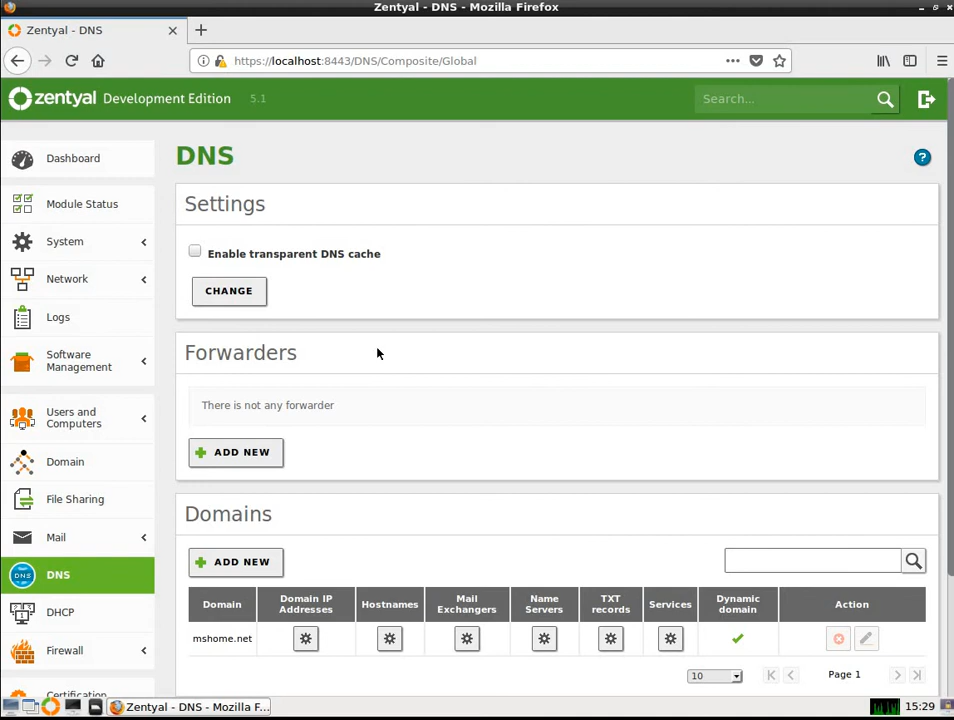 Zentyal - DNS - Mozilla Firefox
Zentyal - DNS
https://localhost:8443/DNS/Composite/Global
zentyal Development Edition 5.1
Search...
Dashboard
Module Status
System
Network
Logs
Software
Management
Users and
Computers
Domain
File Sharing
Mail
DNS
DNS
DHCP
Firewall
Certification
DNS
?
Settings
Enable transparent DNS cache
CHANGE
Forwarders
There is not any forwarder
ADD NEW
Domains
ADD NEW
Domain
Domain IP
Addresses
Hostnames
Mail
Exchangers
Name
Servers
TXT
records
Services
Dynamic
domain
Action
mshome.net
10
Page 1
Zentyal - DNS - Mozilla F...
15:29